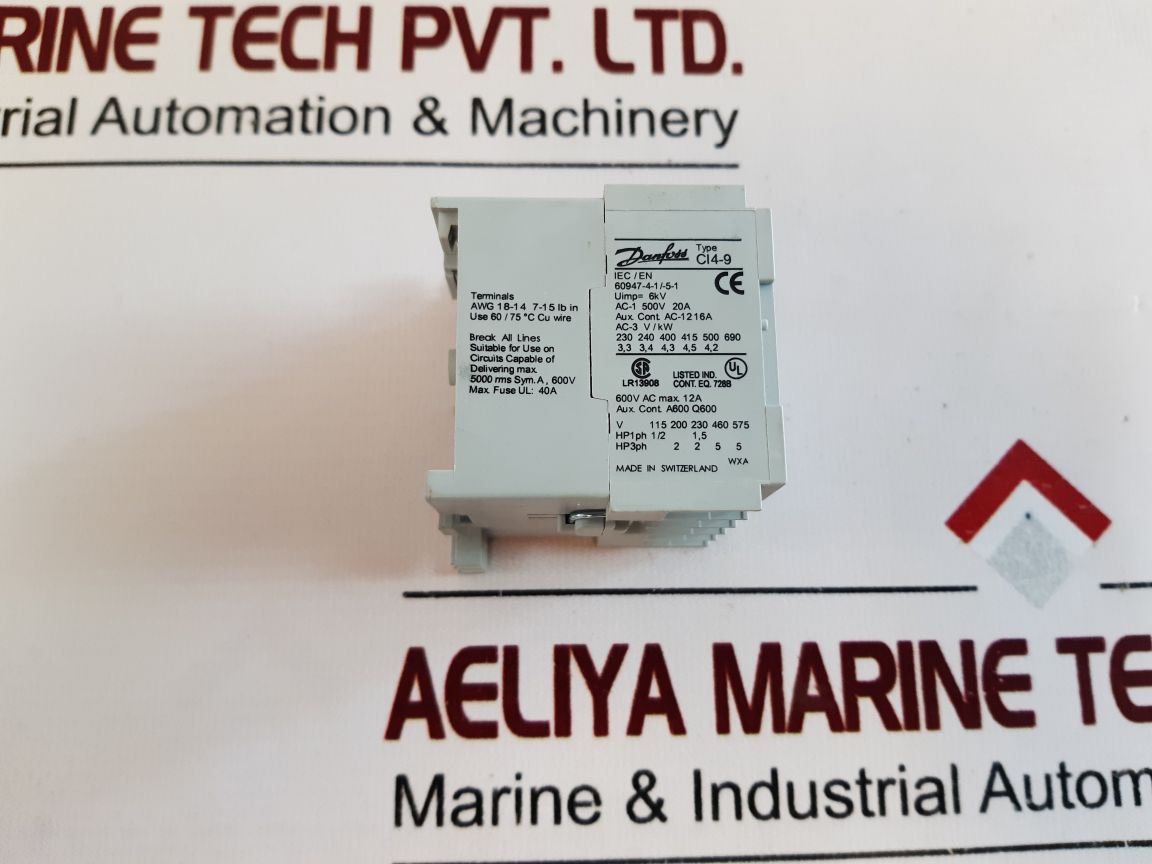 RINE TECH PVT. LTD.
rial Automation & Machinery
Danfoss Type
CI4-9
IEC / EN
60947-4-1/-5-1
Uimp= 6kV
CE
AC-1 500V 20A
Aux. Cont. AC-12 16A
AC-3 V / kW
230 240 400 415 500 690
3,3 3,4 4,3 4,5 4,2
SA
LR13908
LISTED IND.
CONT. EQ. 728B
UL
600V AC max. 12A
Aux. Cont. A600 Q600
V 115 200 230 460 575
HP1ph 1/2 1,5
HP3ph 2 2 5 5
WXA
MADE IN SWITZERLAND
Terminals
AWG 18-14 7-15 lb in
Use 60 / 75 °C Cu wire
Break All Lines
Suitable for Use on
Circuits Capable of
Delivering max.
5000 rms Sym. A, 600V
Max. Fuse UL: 40A
AELIYA MARINE TE
Marine & Industrial Autom